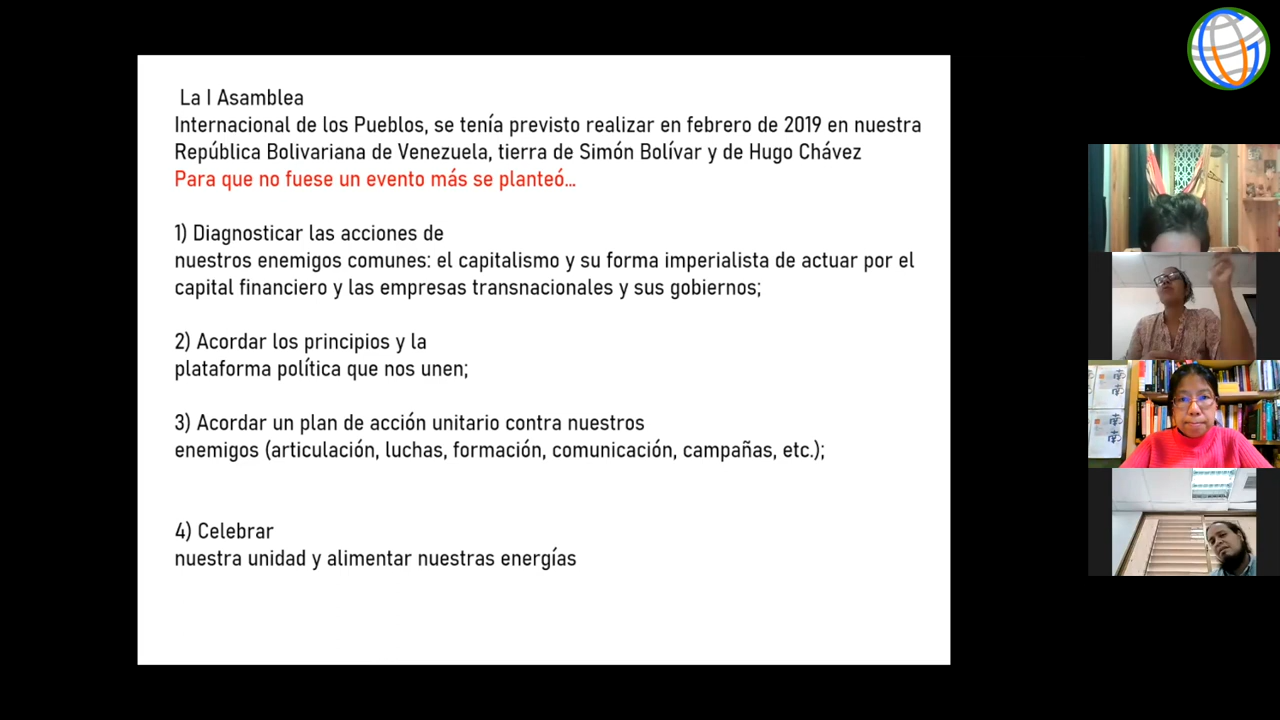 La I Asamblea
Internacional de los Pueblos, se tenía previsto realizar en febrero de 2019 en nuestra
República Bolivariana de Venezuela, tierra de Simón Bolívar y de Hugo Chávez
Para que no fuese un evento más se planteó...
1) Diagnosticar las acciones de
nuestros enemigos comunes: el capitalismo y su forma imperialista de actuar por el
capital financiero y las empresas transnacionales y sus gobiernos;
2) Acordar los principios y la
plataforma política que nos unen;
3) Acordar un plan de acción unitario contra nuestros
enemigos (articulación, luchas, formación, comunicación, campañas, etc.);
4) Celebrar
nuestra unidad y alimentar nuestras energías